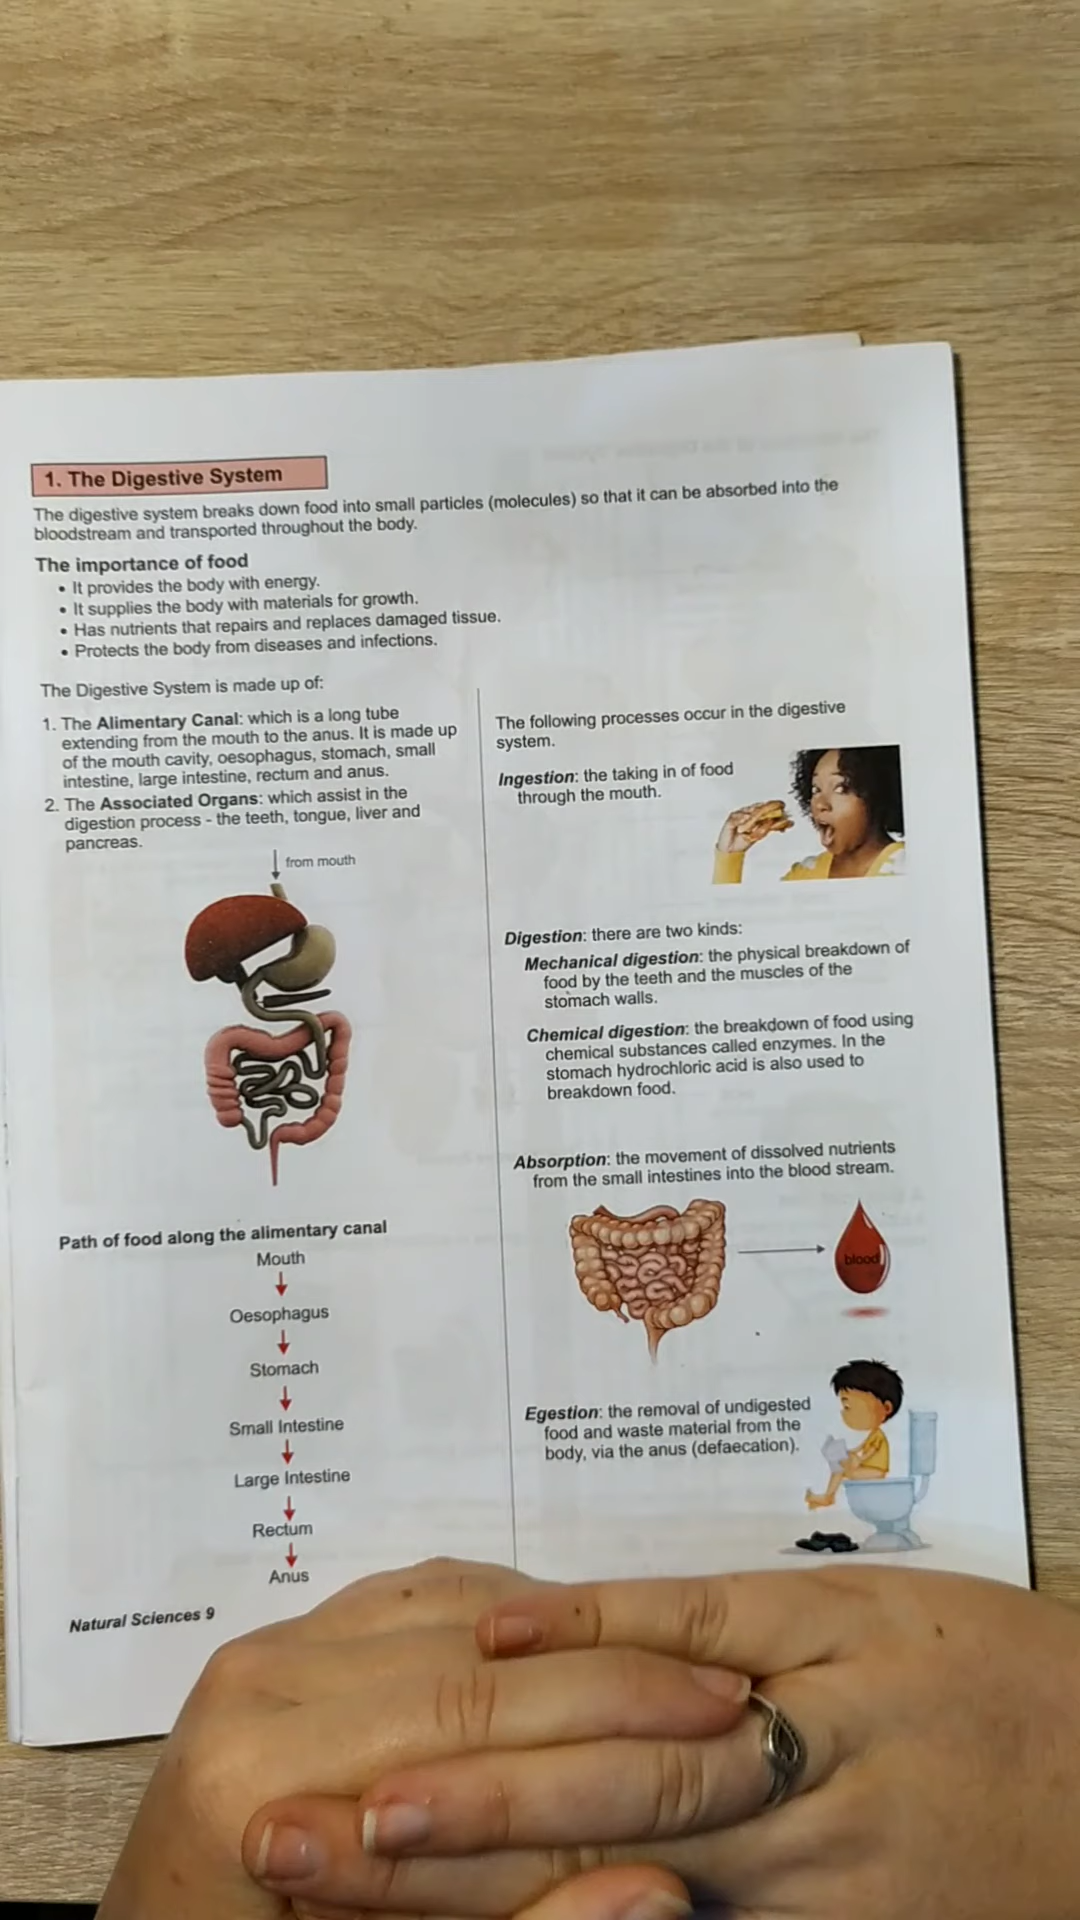 1. The Digestive System
The digestive system breaks down food into small particles (molecules) so that it can be absorbed into the
bloodstream and transported throughout the body.
The importance of food
• It provides the body with energy.
• It supplies the body with materials for growth.
• Has nutrients that repairs and replaces damaged tissue.
• Protects the body from diseases and infections.
The Digestive System is made up of:
1. The Alimentary Canal: which is a long tube
extending from the mouth to the anus. It is made up
of the mouth cavity, oesophagus, stomach, small
intestine, large intestine, rectum and anus.
2. The Associated Organs: which assist in the
digestion process - the teeth, tongue, liver and
pancreas.
from mouth
Path of food along the alimentary canal
Mouth
Oesophagus
Stomach
Small Intestine
Large Intestine
Rectum
Anus
Natural Sciences 9
The following processes occur in the digestive
system.
Ingestion: the taking in of food
through the mouth.
Digestion: there are two kinds:
Mechanical digestion: the physical breakdown of
food by the teeth and the muscles of the
stomach walls.
Chemical digestion: the breakdown of food using
chemical substances called enzymes. In the
stomach hydrochloric acid is also used to
breakdown food.
Absorption: the movement of dissolved nutrients
from the small intestines into the blood stream.
blood
Egestion: the removal of undigested
food and waste material from the
body, via the anus (defaecation).